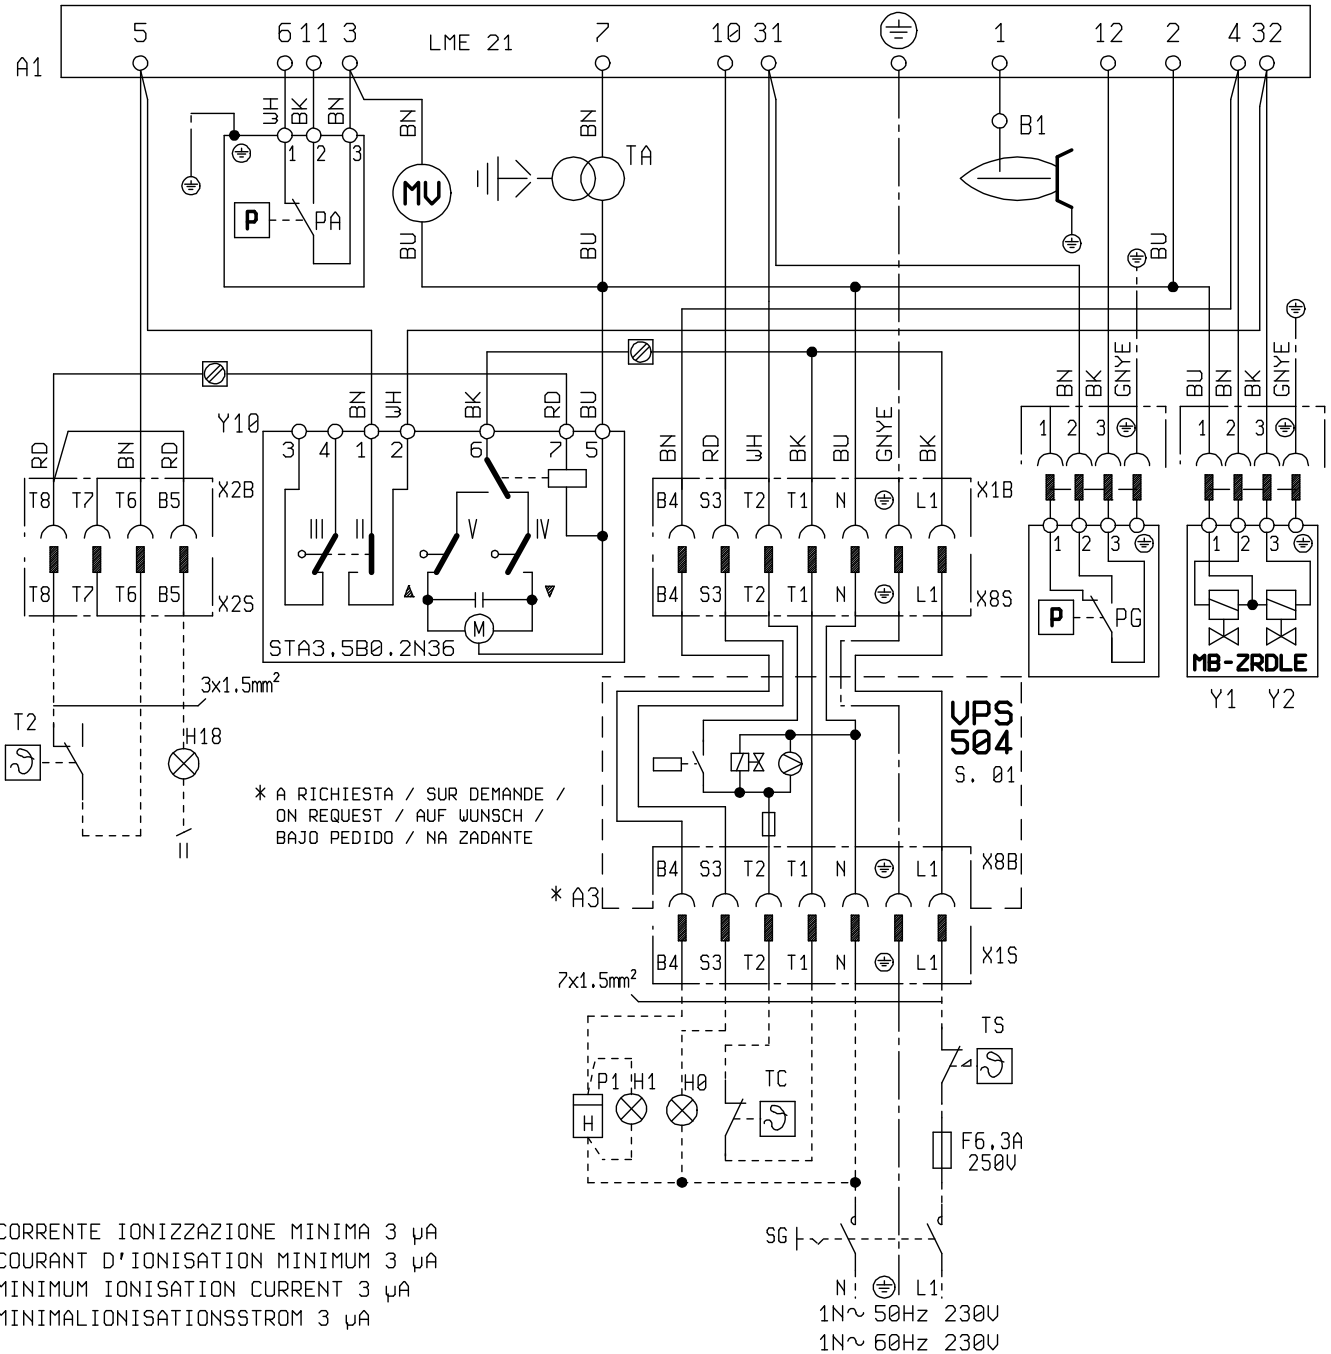 5 6 11 3 LME 21 7 10 31 1 12 2 4 32
A1
WH BK BN BN BN B1
1 2 3
TA
MV
P PA
BU BU BU
BN BK GNYE BU BN BK GNYE
Y10 BN WH BK RD BU
RD BN RD BN RD WH BK BU GNYE BK
3 4 1 2 6 7 5
1 2 3 1 2 3
T8 T7 T6 B5 X2B
B4 S3 T2 T1 N L1 X1B
III II V IV
1 2 3 1 2 3
T8 T7 T6 B5 X2S
B4 S3 T2 T1 N L1 X8S
M
P PG
STA3.5B0.2N36
MB-ZRDLE
Y1 Y2
3x1.5mm²
T2 H18
VPS
504
S. 01
* A RICHIESTA / SUR DEMANDE /
ON REQUEST / AUF WUNSCH /
BAJO PEDIDO / NA ZADANTE
B4 S3 T2 T1 N L1 X8B
* A3
B4 S3 T2 T1 N L1 X1S
7x1.5mm²
TS
P1 H1 H0 TC
H
F6.3A
250V
SG
N L1
1N~ 50Hz 230V
1N~ 60Hz 230V
CORRENTE IONIZZAZIONE MINIMA 3 µA
COURANT D'IONISATION MINIMUM 3 µA
MINIMUM IONISATION CURRENT 3 µA
MINIMALIONISATIONSSTROM 3 µA